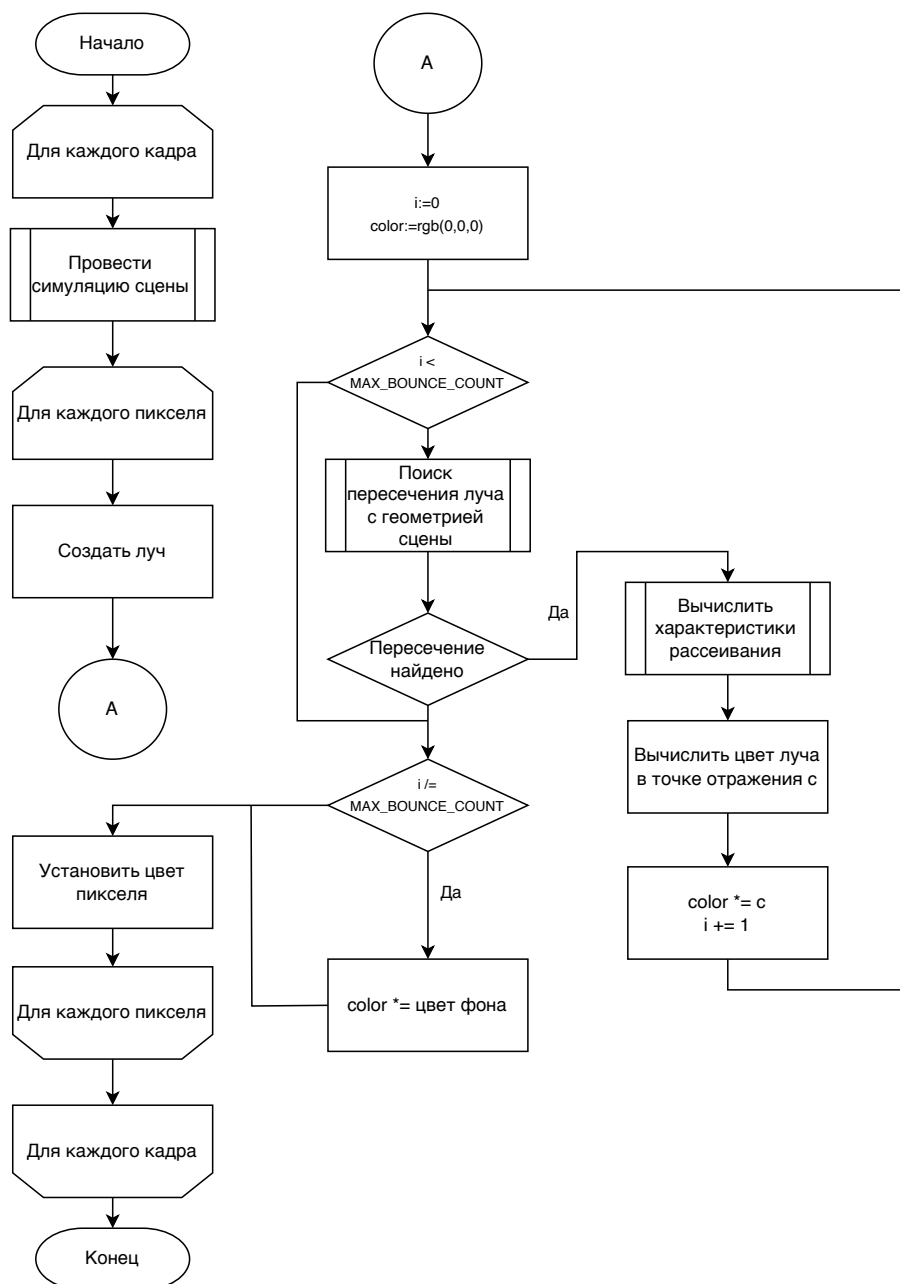 Начало
Для каждого кадра
Провести
симуляцию сцены
Для каждого пикселя
Создать луч
A
A
i:=0
color:=rgb(0,0,0)
i <
MAX_BOUNCE_COUNT
Поиск
пересечения луча
с геометрией
сцены
Пересечение
найдено
Да
Вычислить
характеристики
рассеивания
Вычислить цвет луча
в точке отражения c
color *= c
i += 1
i /=
MAX_BOUNCE_COUNT
Да
color *= цвет фона
Установить цвет
пикселя
Для каждого пикселя
Для каждого кадра
Конец